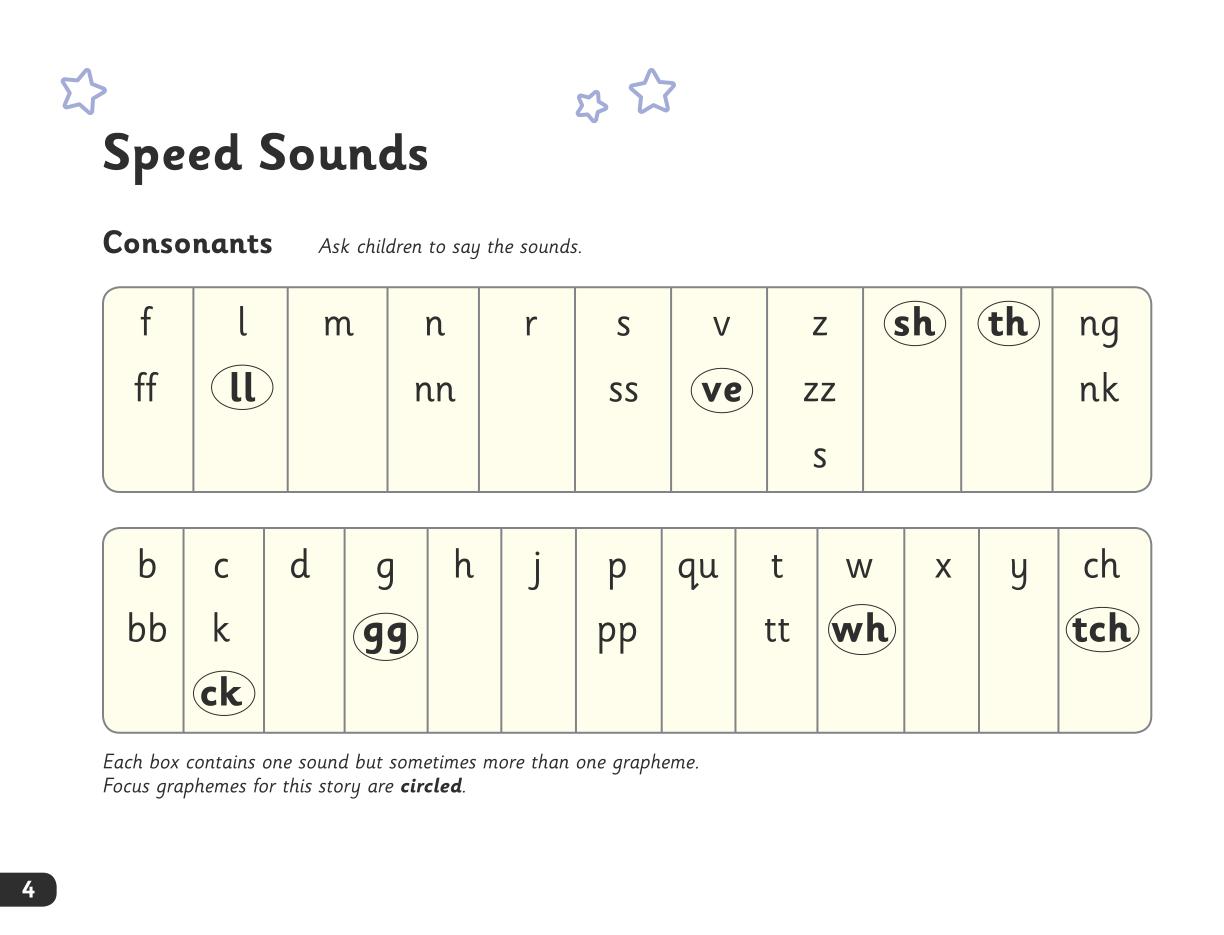 Speed Sounds
Consonants Ask children to say the sounds.
f l m n r s v z sh th ng
ff ll nn ss ve zz nk
s
b c d g h j p qu t w x y ch
bb k gg pp tt wh tch
ck
Each box contains one sound but sometimes more than one grapheme.
Focus graphemes for this story are circled.
4